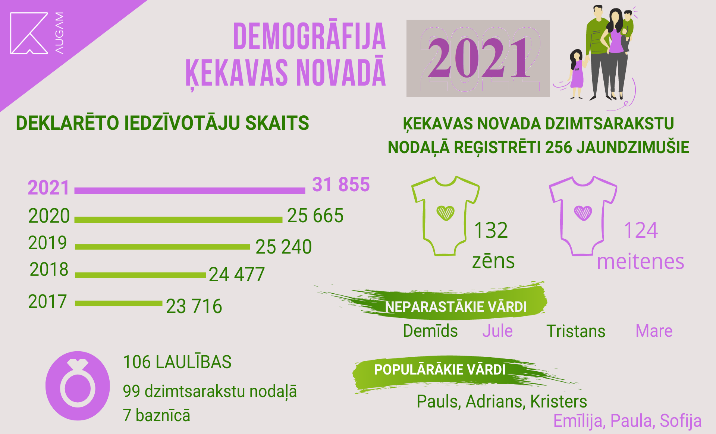 AUGAM
DEMOGRĀFIJA
ĶEKAVAS NOVADĀ
2021
DEKLARĒTO IEDZĪVOTĀJU SKAITS
2021 31 855
2020 25 665
2019 25 240
2018 24 477
2017 23 716
106 LAULĪBAS
99 dzimtsarakstu nodaļā
7 baznīcā
ĶEKAVAS NOVADA DZIMTSARAKSTU
NODAĻĀ REĢISTRĒTI 256 JAUNDZIMUŠIE
132
zēns
124
meitenes
NEPARASTĀKIE VĀRDI
Demīds Jule Tristans Mare
POPULĀRĀKIE VĀRDI
Pauls, Adrians, Kristers
Emīlija, Paula, Sofija